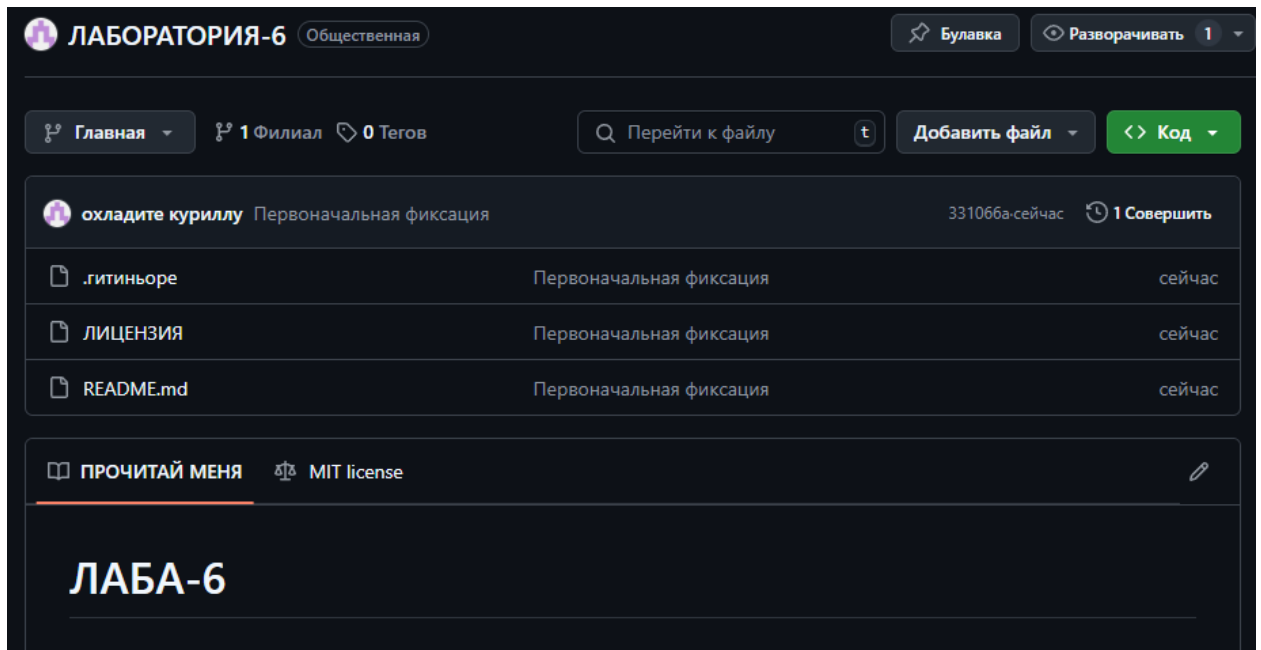 ЛАБОРАТОРИЯ-6 Общественная Булавка Разворачивать 1
Главная 1 Филиал 0 Тегов Перейти к файлу t Добавить файл <> Код
охладите куриллу Первоначальная фиксация 331066a·сейчас 1 Совершить
.гитиньоре Первоначальная фиксация сейчас
ЛИЦЕНЗИЯ Первоначальная фиксация сейчас
README.md Первоначальная фиксация сейчас
ПРОЧИТАЙ МЕНЯ MIT license
ЛАБА-6